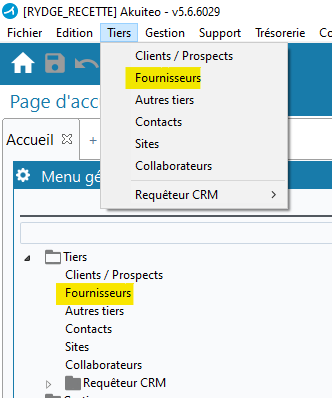 [RYDGE_RECETTE] Akuiteo - v5.6.6029
Fichier Edition Tiers Gestion Support Trésorerie
Clients / Prospects
Fournisseurs
Autres tiers
Contacts
Sites
Collaborateurs
Requêteur CRM
Page d'acc
Accueil
Menu gé
Tiers
Clients / Prospects
Fournisseurs
Autres tiers
Contacts
Sites
Collaborateurs
Requêteur CRM